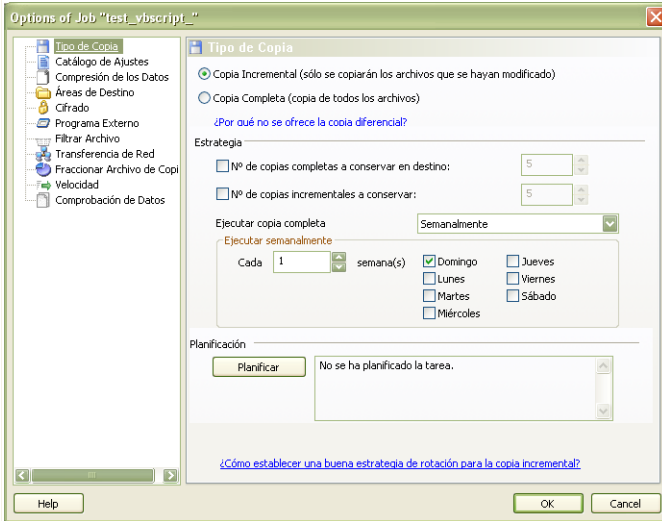 Options of Job "test_vbscript_"
Tipo de Copia
Catálogo de Ajustes
Compresión de los Datos
Áreas de Destino
Cifrado
Programa Externo
Filtrar Archivo
Transferencia de Red
Fraccionar Archivo de Copi
Velocidad
Comprobación de Datos
Tipo de Copia
Copia Incremental (sólo se copiarán los archivos que se hayan modificado)
Copia Completa (copia de todos los archivos)
¿Por qué no se ofrece la copia diferencial?
Estrategia
Nº de copias completas a conservar en destino: 5
Nº de copias incrementales a conservar: 5
Ejecutar copia completa Semanalmente
Ejecutar semanalmente
Cada 1 semana(s) Domingo Jueves
Lunes Viernes
Martes Sábado
Miércoles
Planificación
Planificar No se ha planificado la tarea.
¿Cómo establecer una buena estrategia de rotación para la copia incremental?
Help OK Cancel